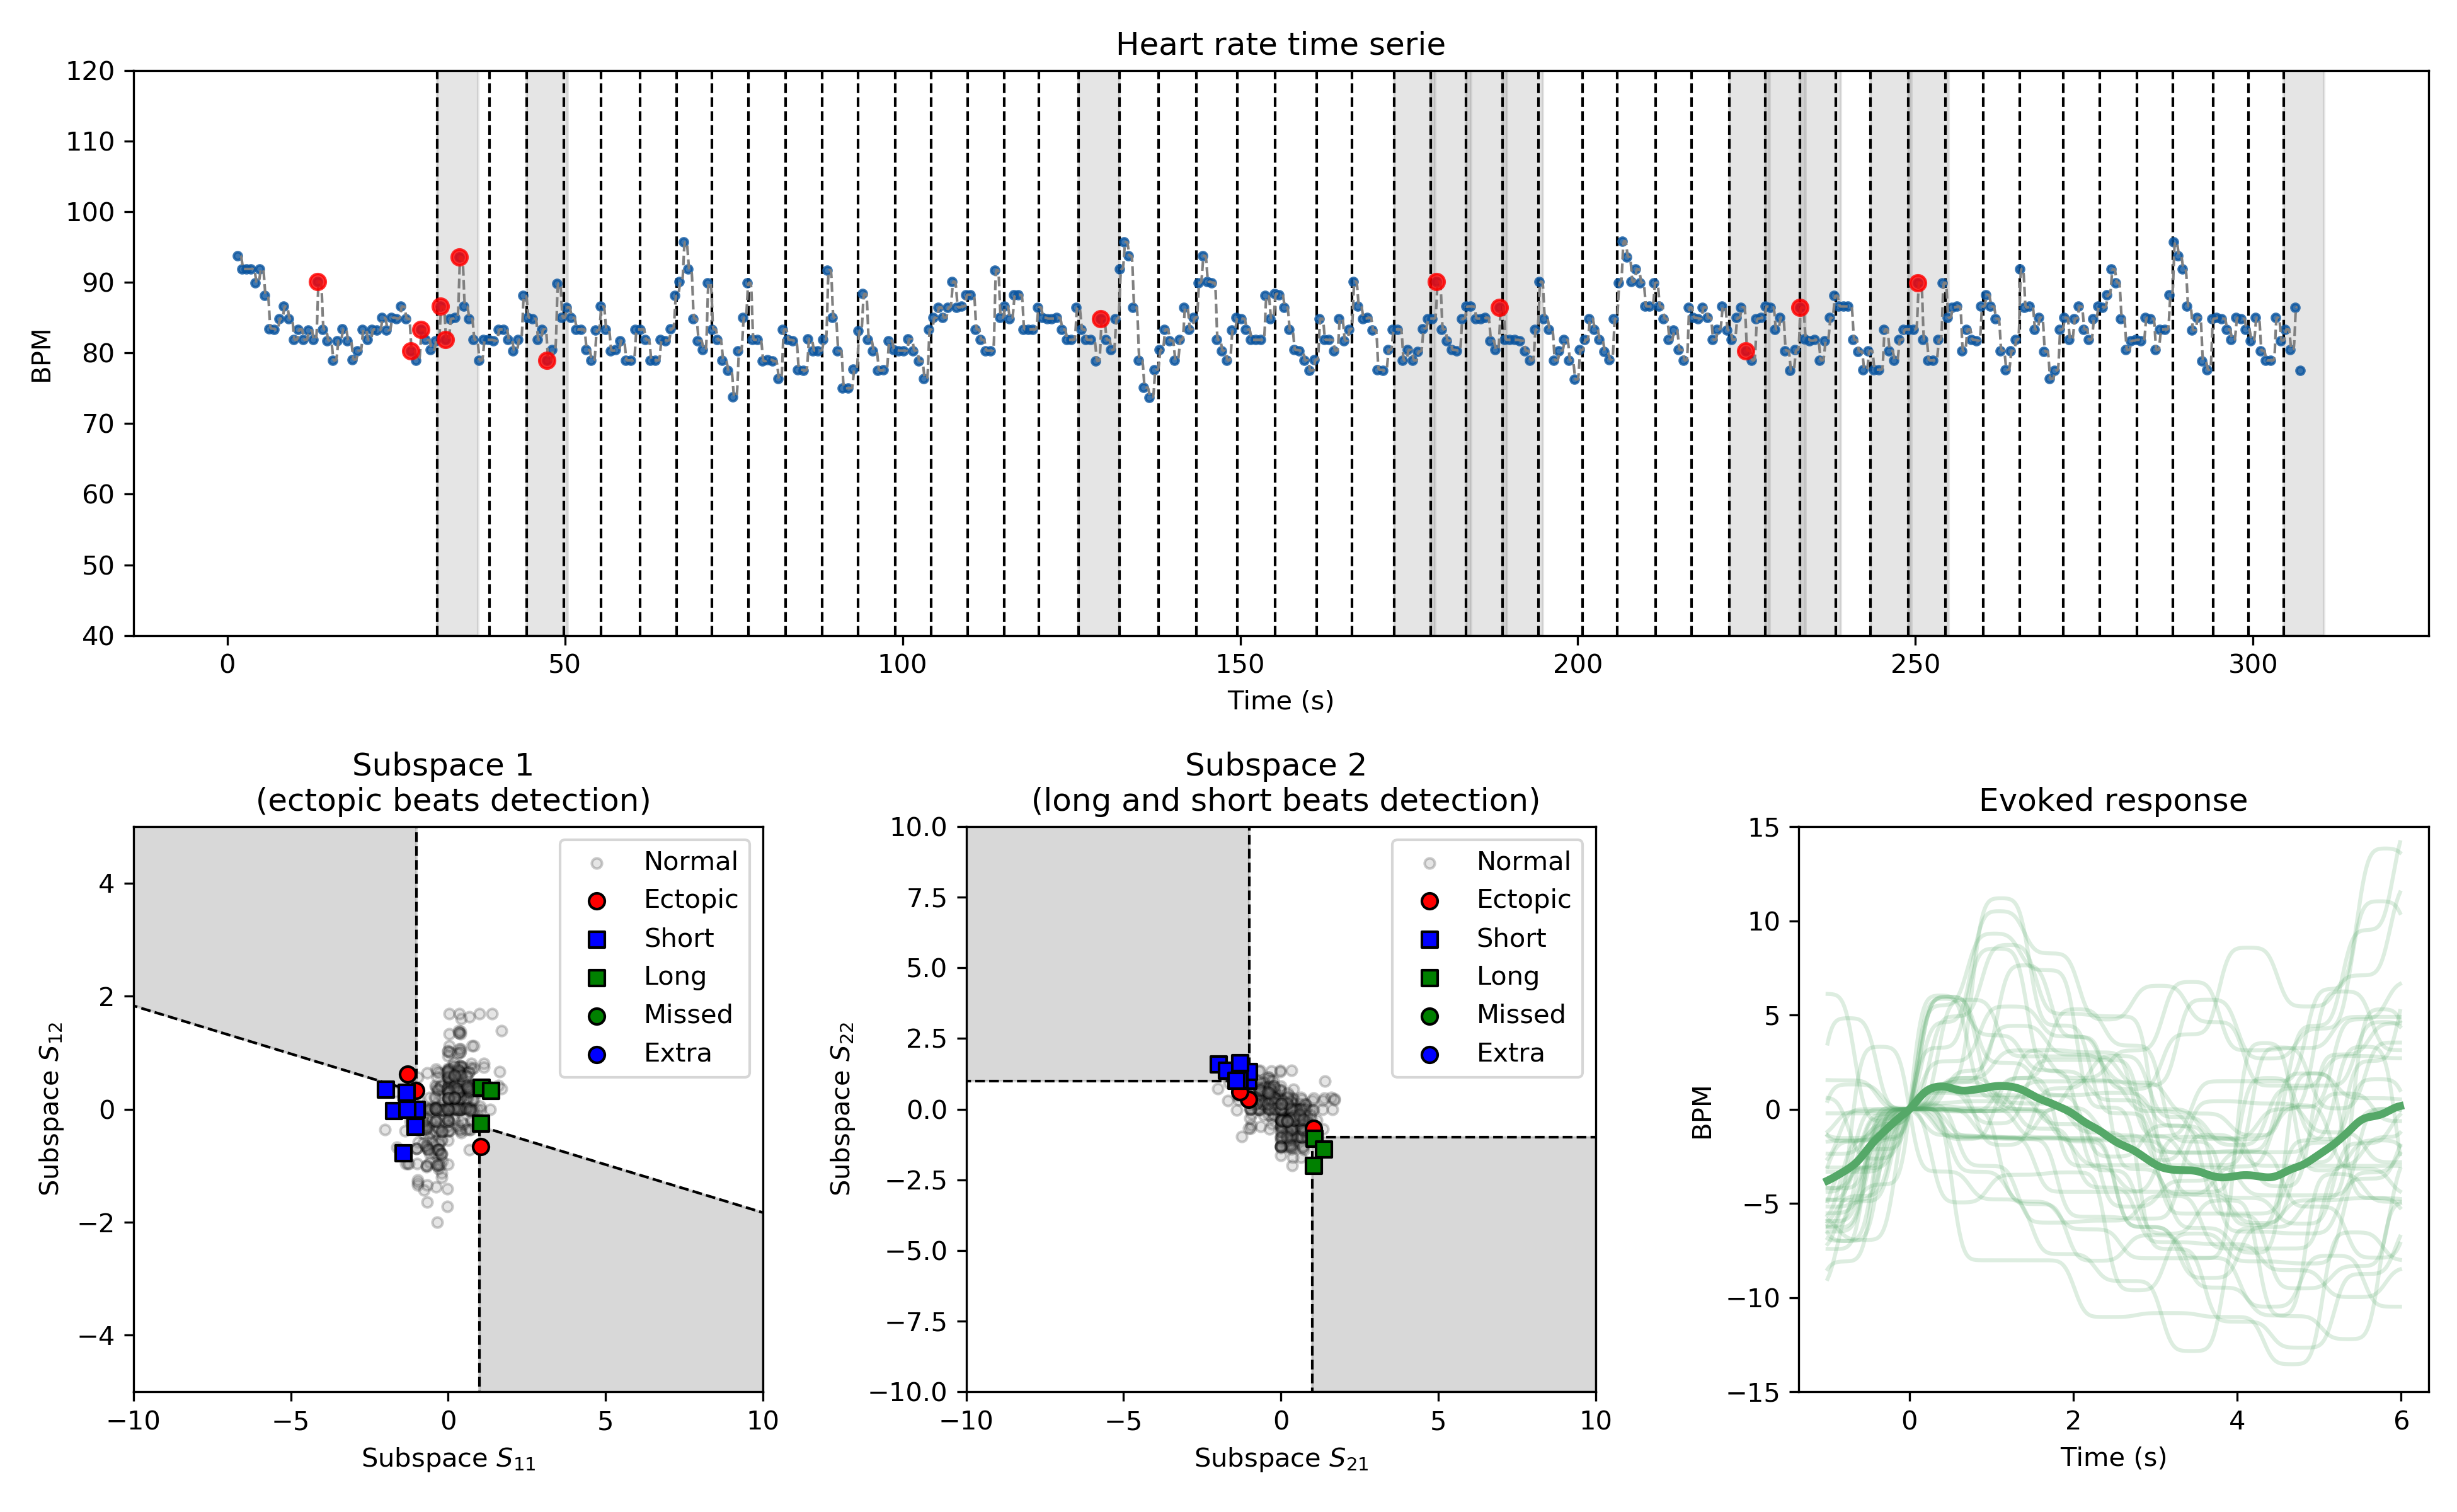 Heart rate time serie
120
110
100
90
80
70
60
50
40
BPM
0 50 100 150 200 250 300
Time (s)
Subspace 1
(ectopic beats detection)
4
2
0
−2
−4
Subspace S12
Normal
Ectopic
Short
Long
Missed
Extra
−10 −5 0 5 10
Subspace S11
Subspace 2
(long and short beats detection)
10.0
7.5
5.0
2.5
0.0
−2.5
−5.0
−7.5
−10.0
Subspace S22
Normal
Ectopic
Short
Long
Missed
Extra
−10 −5 0 5 10
Subspace S21
Evoked response
15
10
5
0
−5
−10
−15
BPM
0 2 4 6
Time (s)